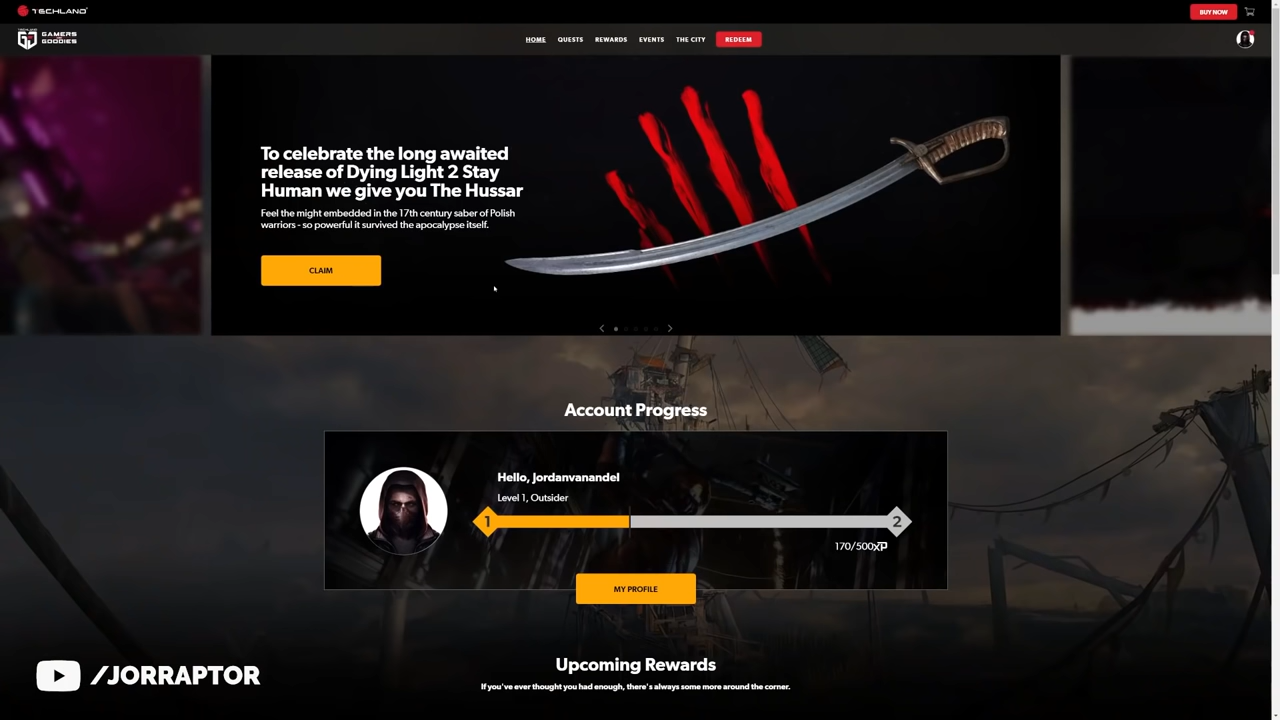 TECHLAND
BUY NOW
TECHLAND
GAMERS
GOODIES
HOME QUESTS REWARDS EVENTS THE CITY REDEEM
To celebrate the long awaited
release of Dying Light 2 Stay
Human we give you The Hussar
Feel the might embedded in the 17th century saber of Polish
warriors - so powerful it survived the apocalypse itself.
CLAIM
Account Progress
Hello, Jordanvanandel
Level 1, Outsider
1 2
170/500XP
MY PROFILE
/JORRAPTOR
Upcoming Rewards
If you've ever thought you had enough, there's always some more around the corner.